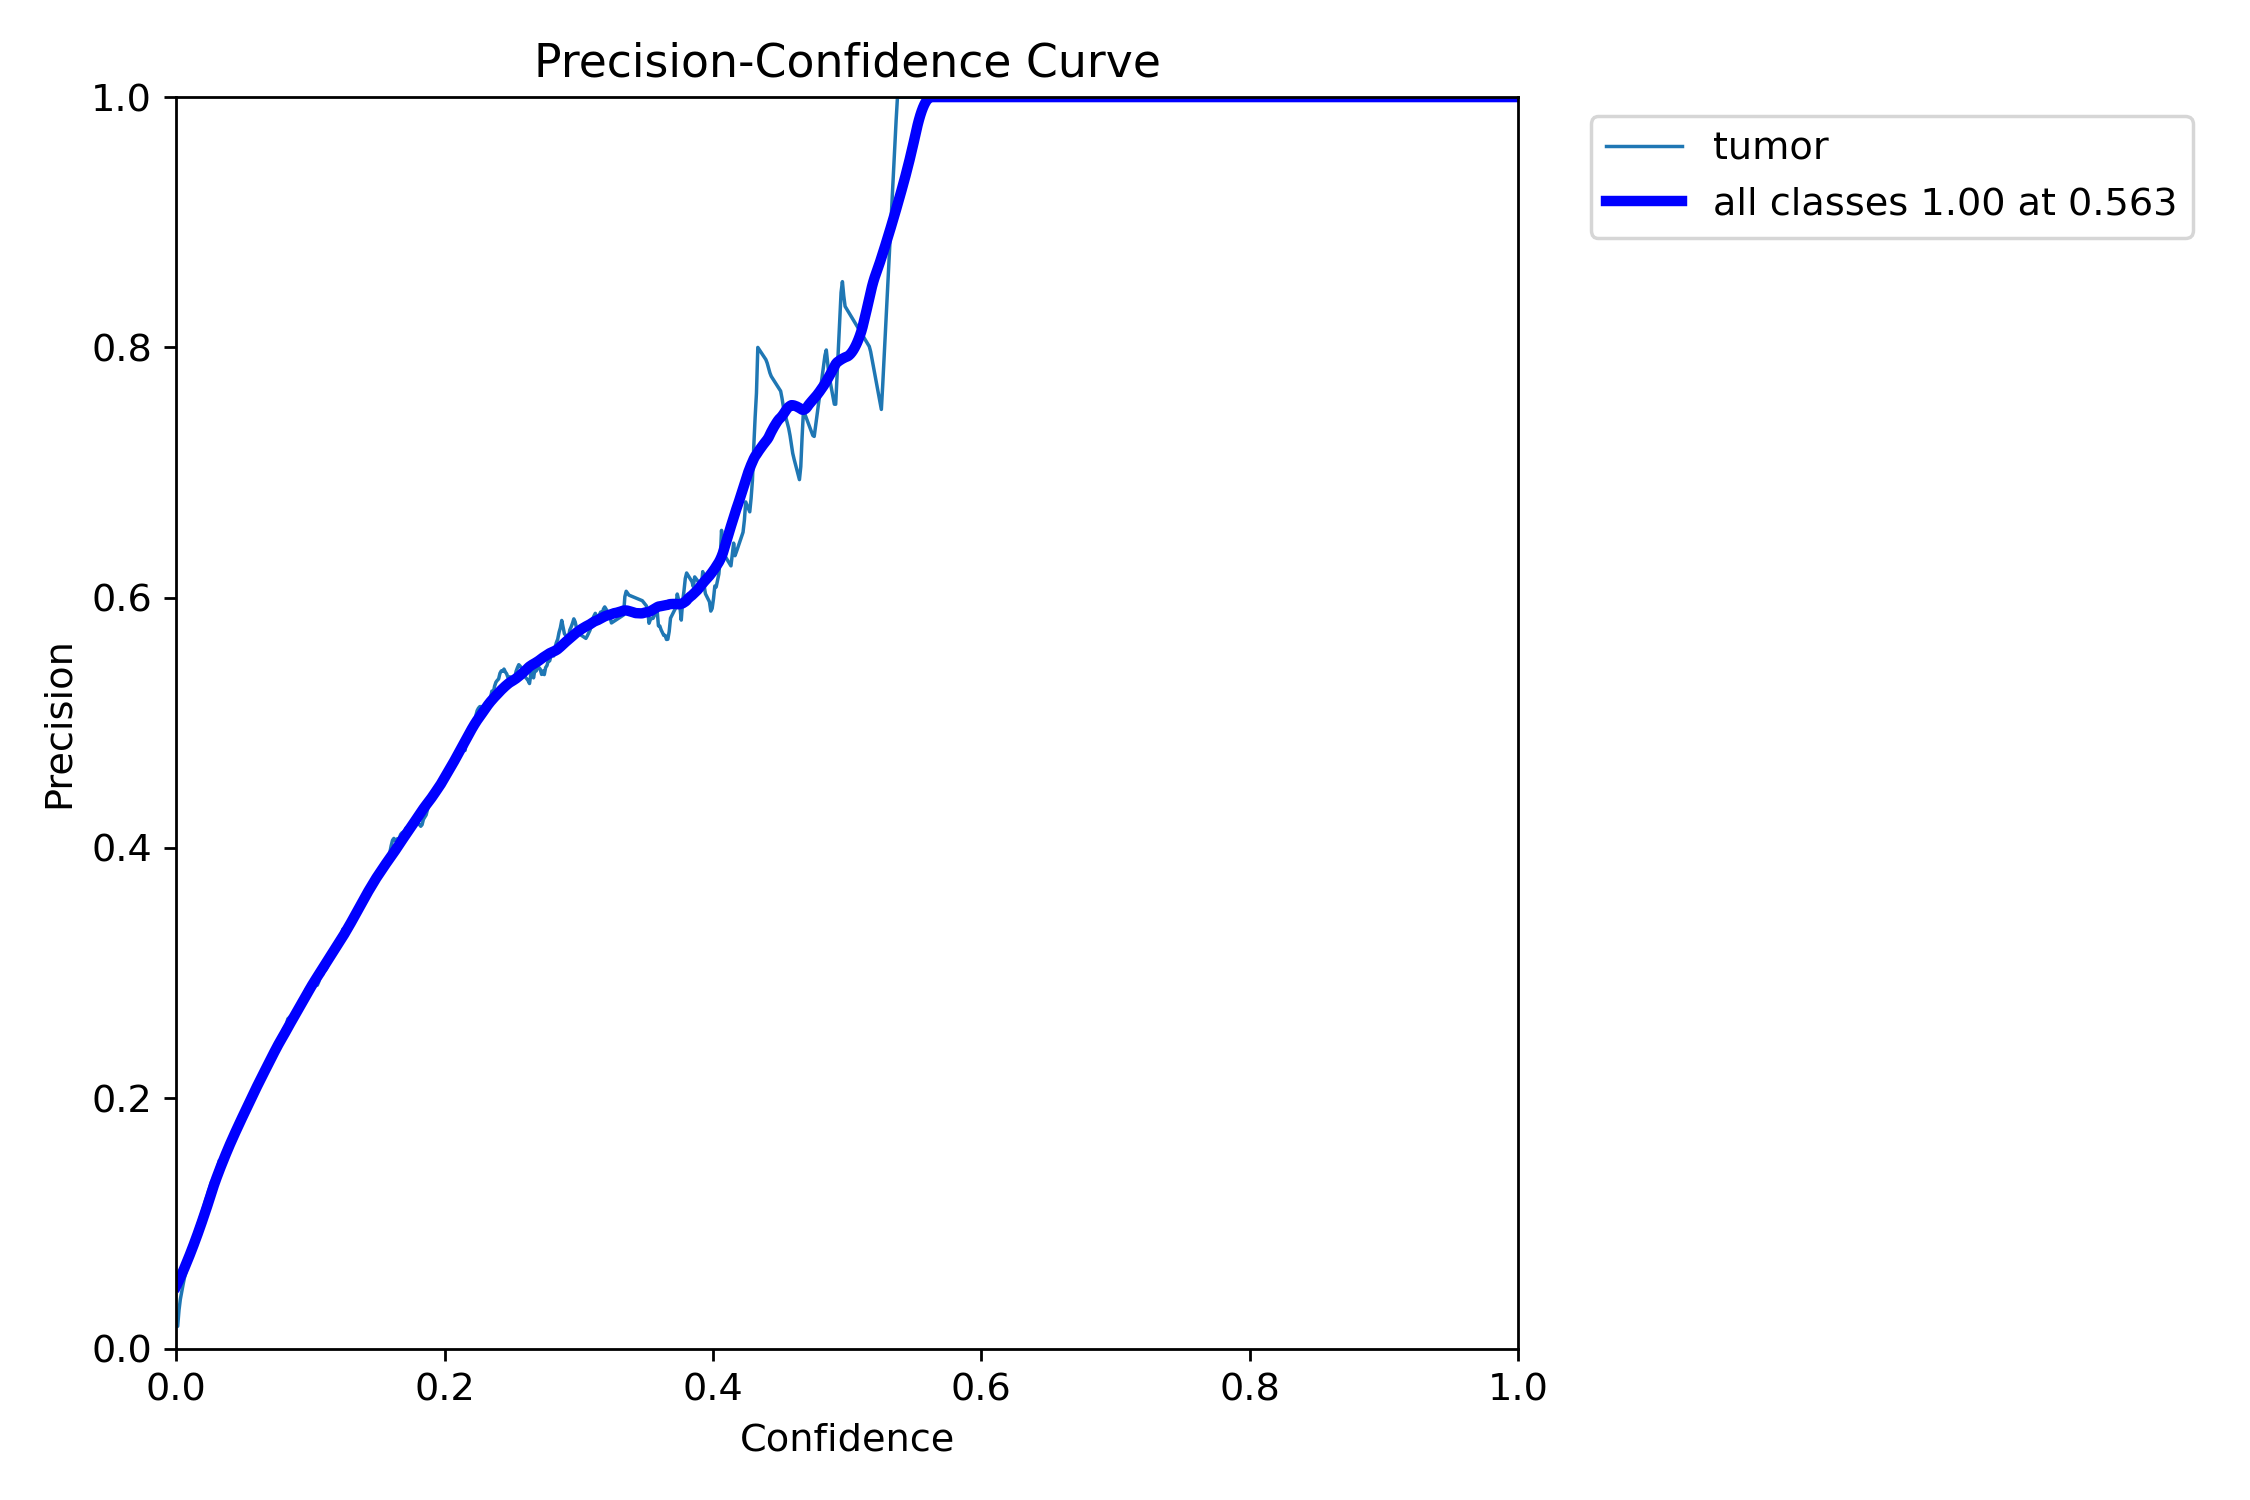 Precision-Confidence Curve
1.0
0.8
0.6
0.4
0.2
0.0
Precision
0.0 0.2 0.4 0.6 0.8 1.0
Confidence
tumor
all classes 1.00 at 0.563